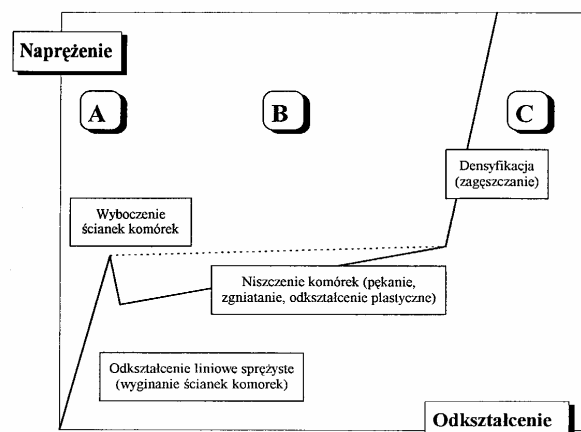 Naprężenie
A
B
C
Densyfikacja
(zagęszczanie)
Wyboczenie
ścianek komórek
Niszczenie komórek (pękanie,
zgniatanie, odkształcenie plastyczne)
Odkształcenie liniowe sprężyste
(wyginanie ścianek komorek)
Odkształcenie